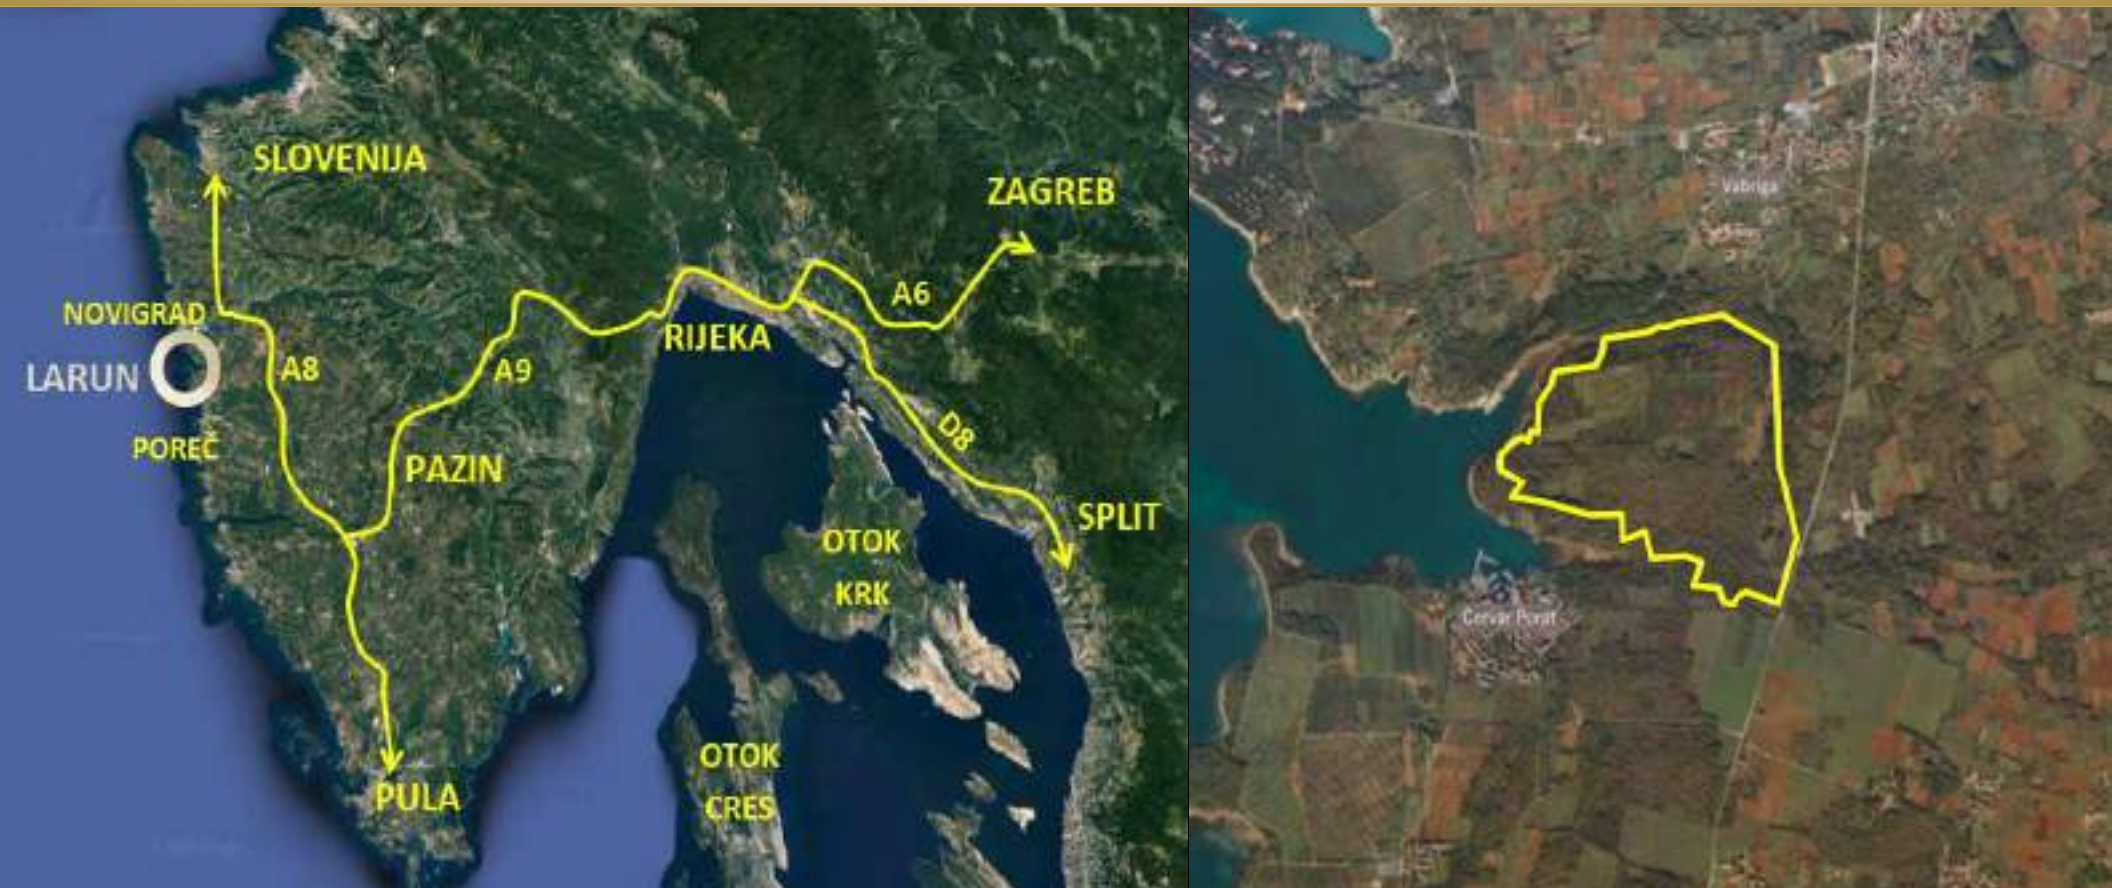 SLOVENIJA
ZAGREB
NOVIGRAD
A6
RIJEKA
LARUN
A8
A9
POREČ
D8
PAZIN
SPLIT
OTOK
KRK
OTOK
CRES
PULA
Vabriga
Cervar Porat